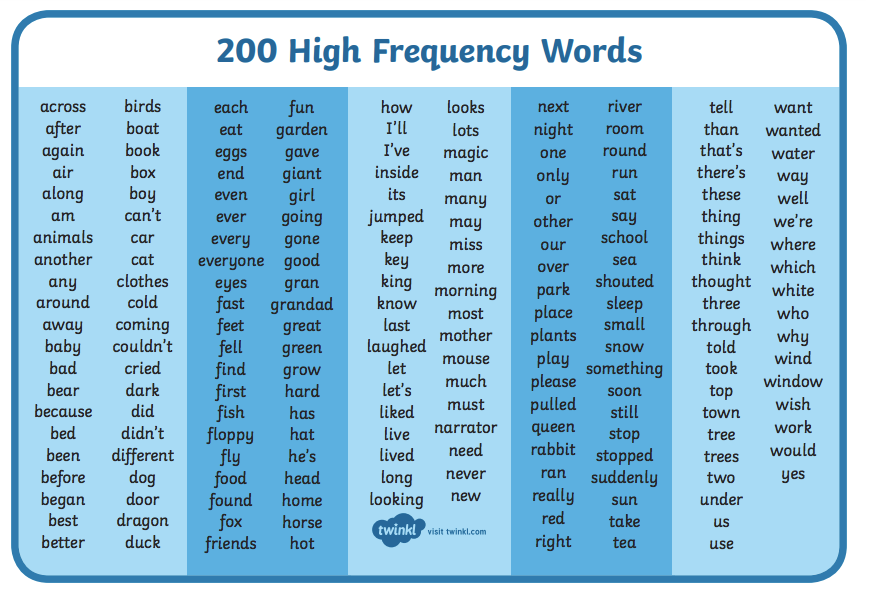 200 High Frequency Words
across
after
again
air
along
am
animals
another
any
around
away
baby
bad
bear
because
bed
been
before
began
best
better
birds
boat
book
box
boy
can't
car
cat
clothes
cold
coming
couldn't
cried
dark
did
didn't
different
dog
door
dragon
duck
each
eat
eggs
end
even
ever
every
everyone
eyes
fast
feet
fell
find
first
fish
floppy
fly
food
found
fox
friends
fun
garden
gave
giant
girl
going
gone
good
gran
grandad
great
green
grow
hard
has
hat
he's
head
home
horse
hot
how
I'll
I've
inside
its
jumped
keep
key
king
know
last
laughed
let
let's
liked
live
lived
long
looking
looks
lots
magic
man
many
may
miss
more
morning
most
mother
mouse
much
must
narrator
need
never
new
twinkl visit twinkl.com
next
night
one
only
or
other
our
over
park
place
plants
play
please
pulled
queen
rabbit
ran
really
red
right
river
room
round
run
sat
say
school
sea
shouted
sleep
small
snow
something
soon
still
stop
stopped
suddenly
sun
take
tea
tell
than
that's
there's
these
thing
things
think
thought
three
through
told
took
top
town
tree
trees
two
under
us
use
want
wanted
water
way
well
we're
where
which
white
who
why
wind
window
wish
work
would
yes